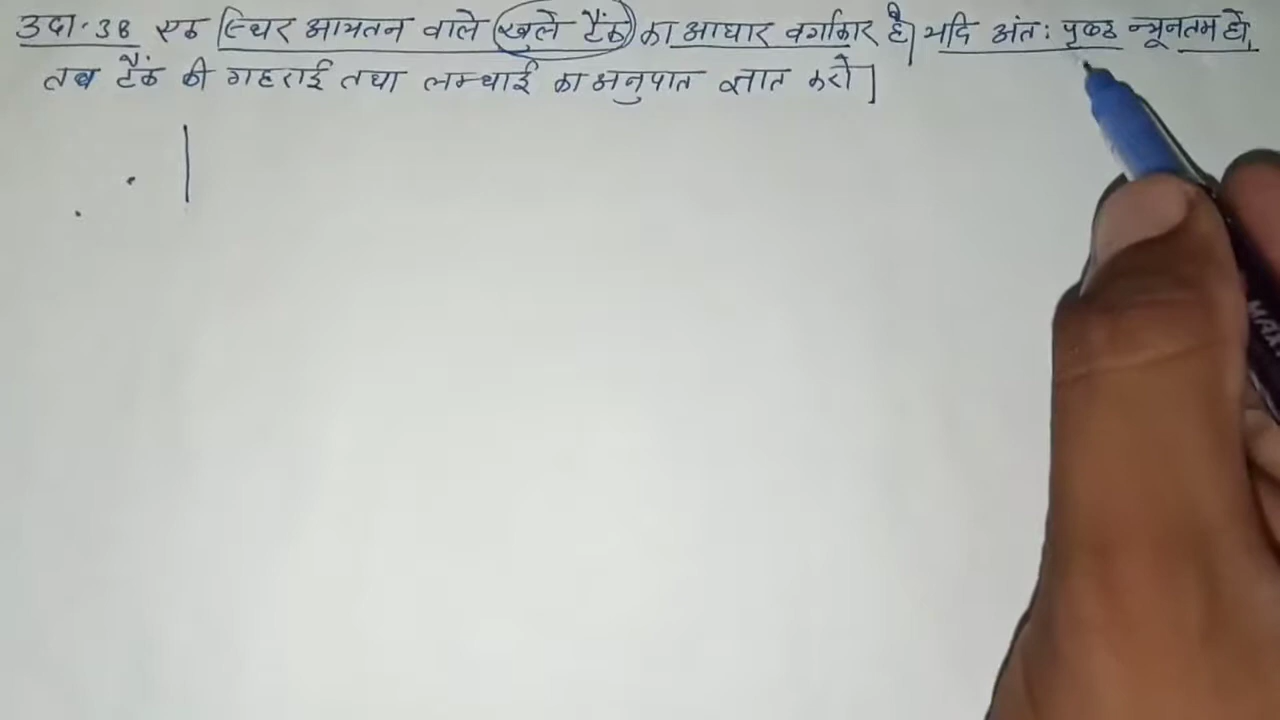 उदा. 38 एक स्थिर आयतन वाले खुले टैंक का आधार वर्गाकार है। यदि अंत: पृष्ठ न्यूनतम हो,
तब टैंक की गहराई तथा लम्बाई का अनुपात ज्ञात करो।